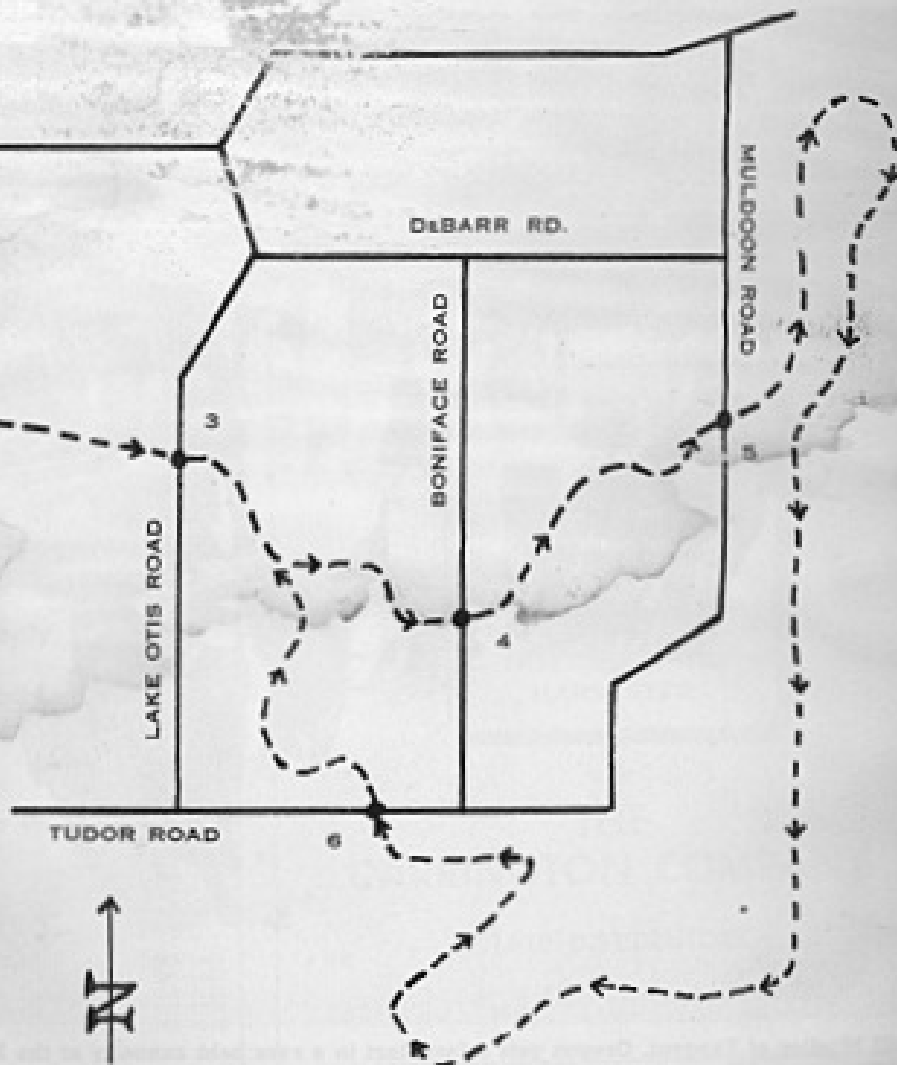 DeBARR RD.
MULDOON ROAD
BONIFACE ROAD
3
5
LAKE OTIS ROAD
4
TUDOR ROAD
6
N